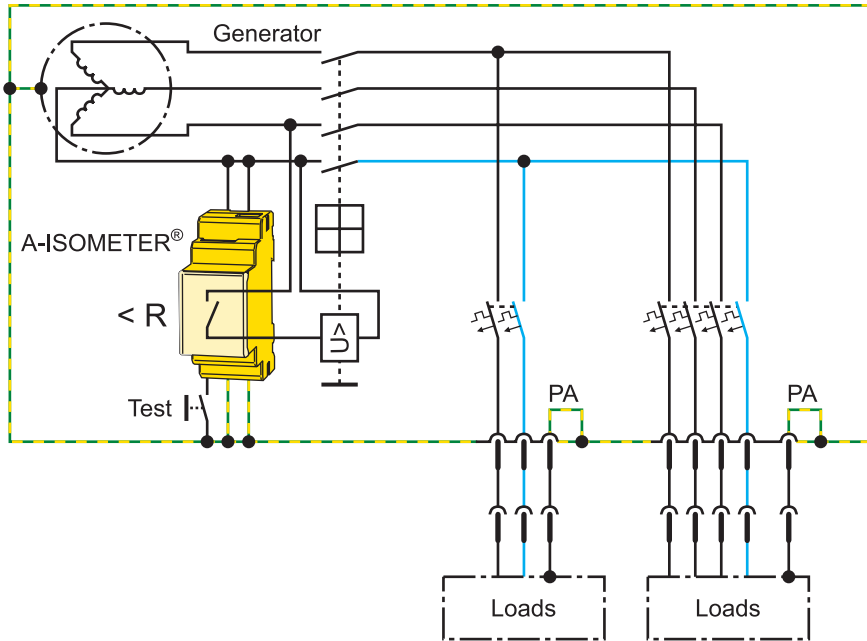 Generator
A-ISOMETER®
< R
U>
Test
PA
PA
Loads
Loads